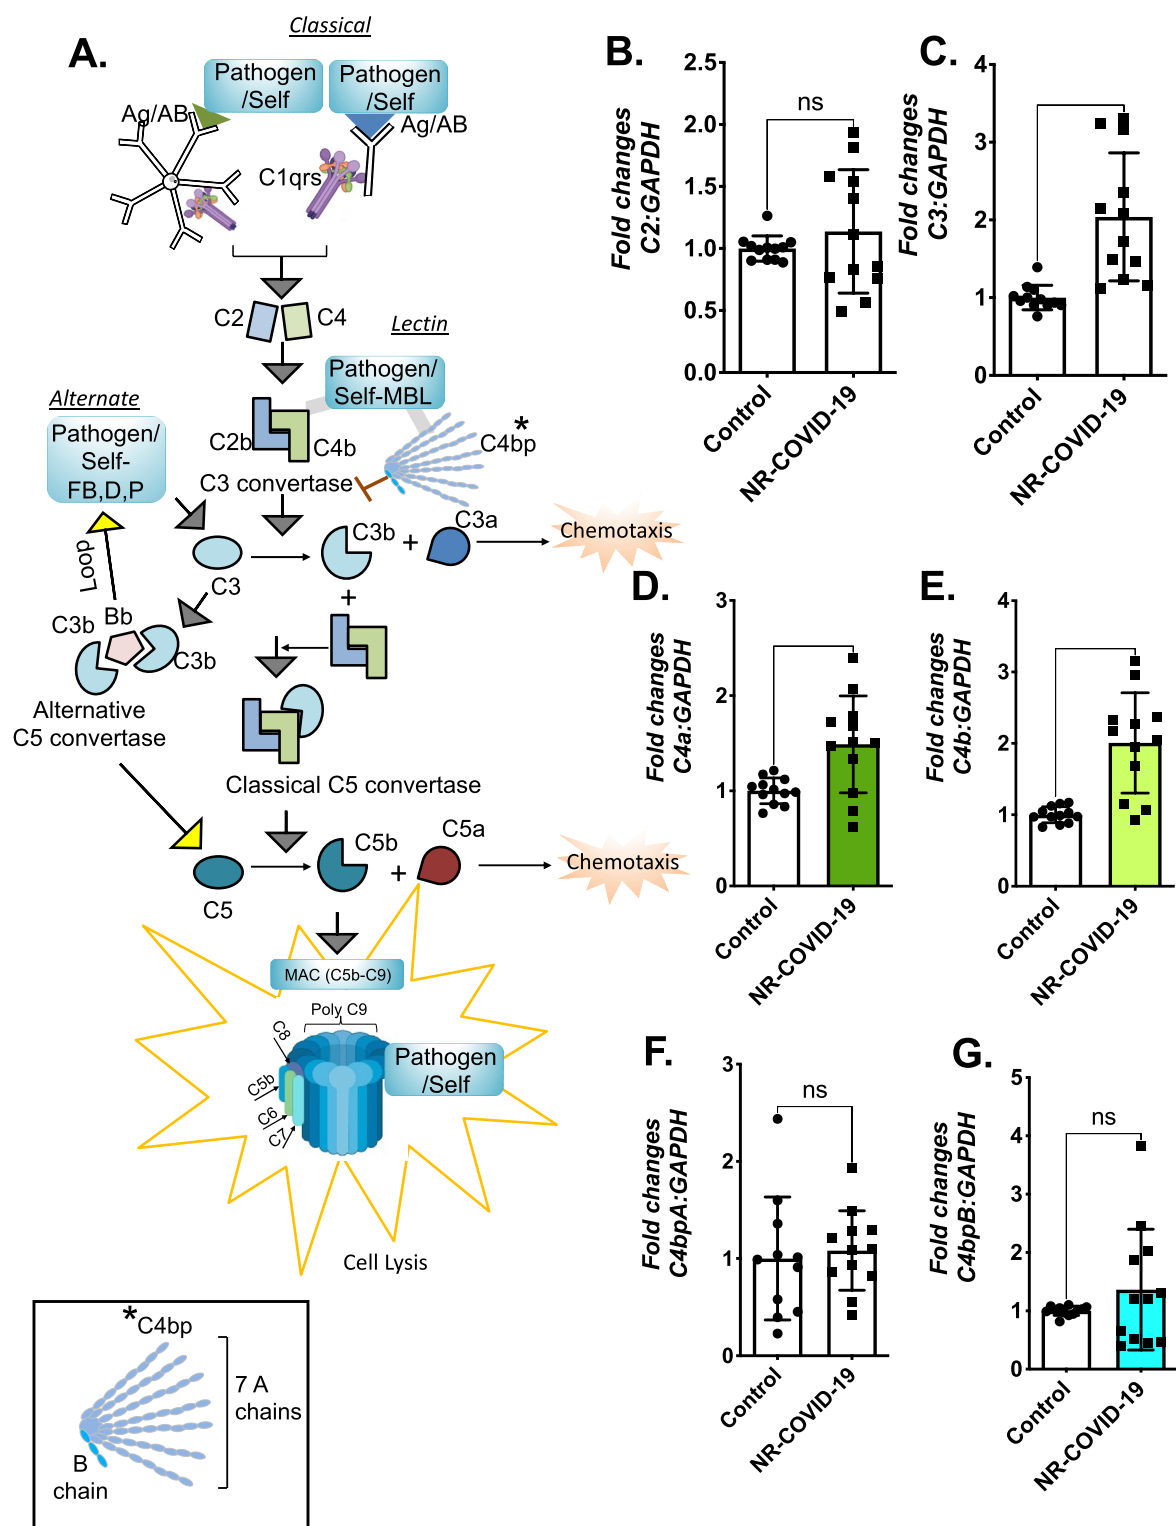 A.
Classical
Pathogen
/Self
Pathogen
/Self
Ag/AB
Ag/AB
C1qrs
C2
C4
Lectin
Pathogen/
Self-MBL
Alternate
Pathogen/
Self-
FB,D,P
C2b
C4b
*
C4bp
C3 convertase
Loop
C3
C3b
+
C3a
Chemotaxis
+
C3b
Bb
C3b
Alternative
C5 convertase
Classical C5 convertase
C5
C5b
+
C5a
Chemotaxis
MAC (C5b-C9)
Poly C9
C8
C5b
C6
C7
Pathogen
/Self
Cell Lysis
*C4bp
7 A
chains
B
chain
B.
Fold changes
C2:GAPDH
2.5
2.0
1.5
1.0
0.5
0.0
ns
Control
NR-COVID-19
C.
Fold changes
C3:GAPDH
4
3
2
1
0
Control
NR-COVID-19
D.
Fold changes
C4a:GAPDH
3
2
1
0
Control
NR-COVID-19
E.
Fold changes
C4b:GAPDH
4
3
2
1
0
Control
NR-COVID-19
F.
Fold changes
C4bpA:GAPDH
3
2
1
0
ns
Control
NR-COVID-19
G.
Fold changes
C4bpB:GAPDH
5
4
3
2
1
0
ns
Control
NR-COVID-19